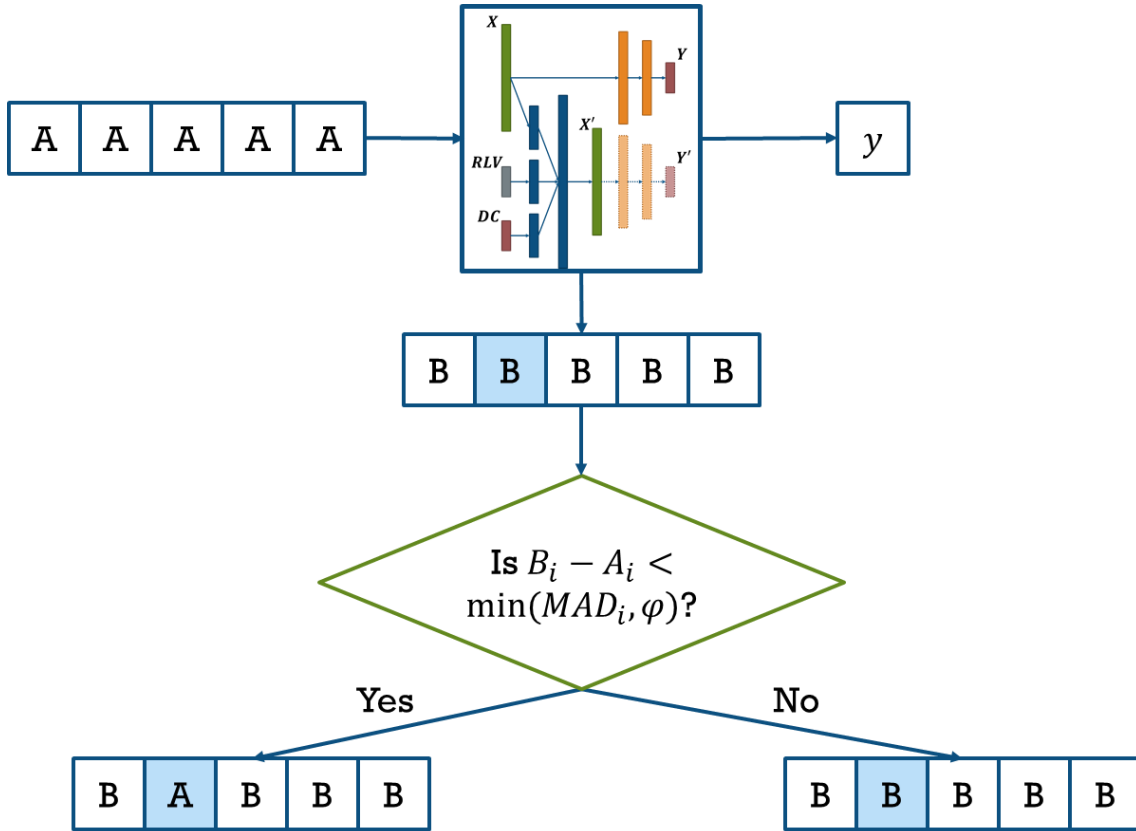 X
Y
A A A A A
X'
y
RLV
Y'
DC
B B B B B
Is B_i − A_i <
min(MAD_i, φ)?
Yes
No
B A B B B
B B B B B